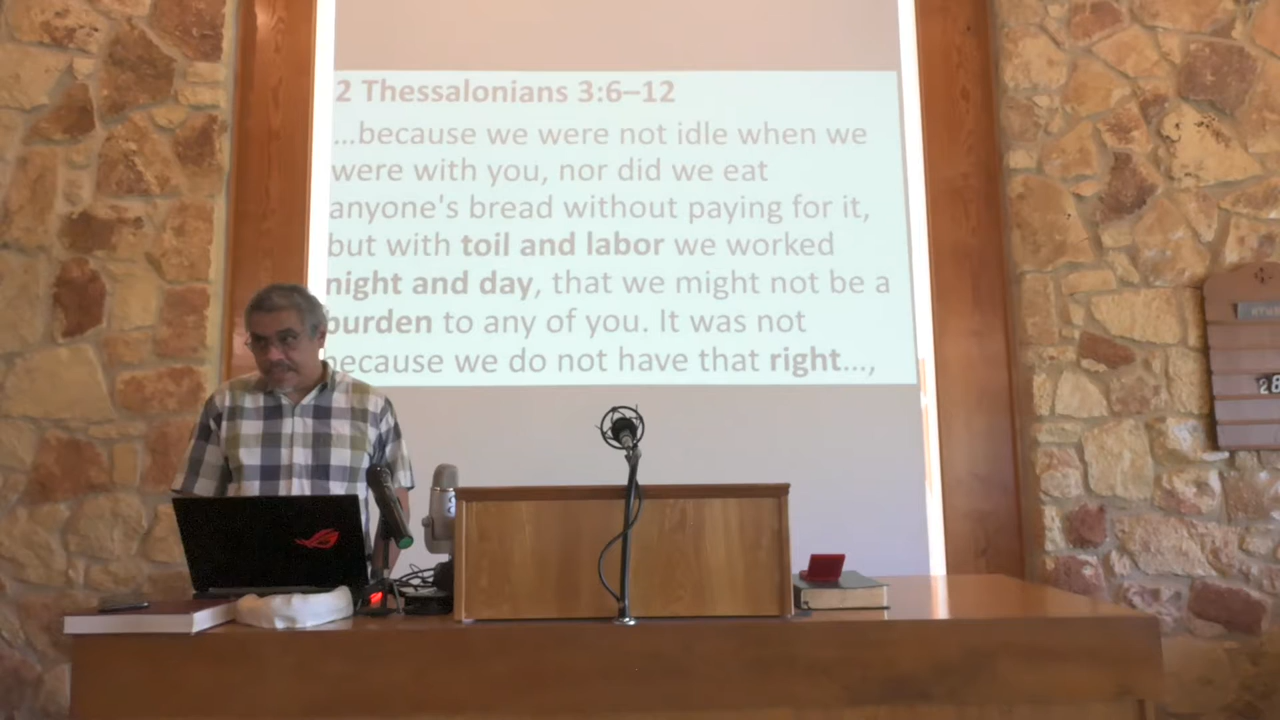 2 Thessalonians 3:6–12
...because we were not idle when we
were with you, nor did we eat
anyone's bread without paying for it,
but with toil and labor we worked
night and day, that we might not be a
burden to any of you. It was not
because we do not have that right...,
28